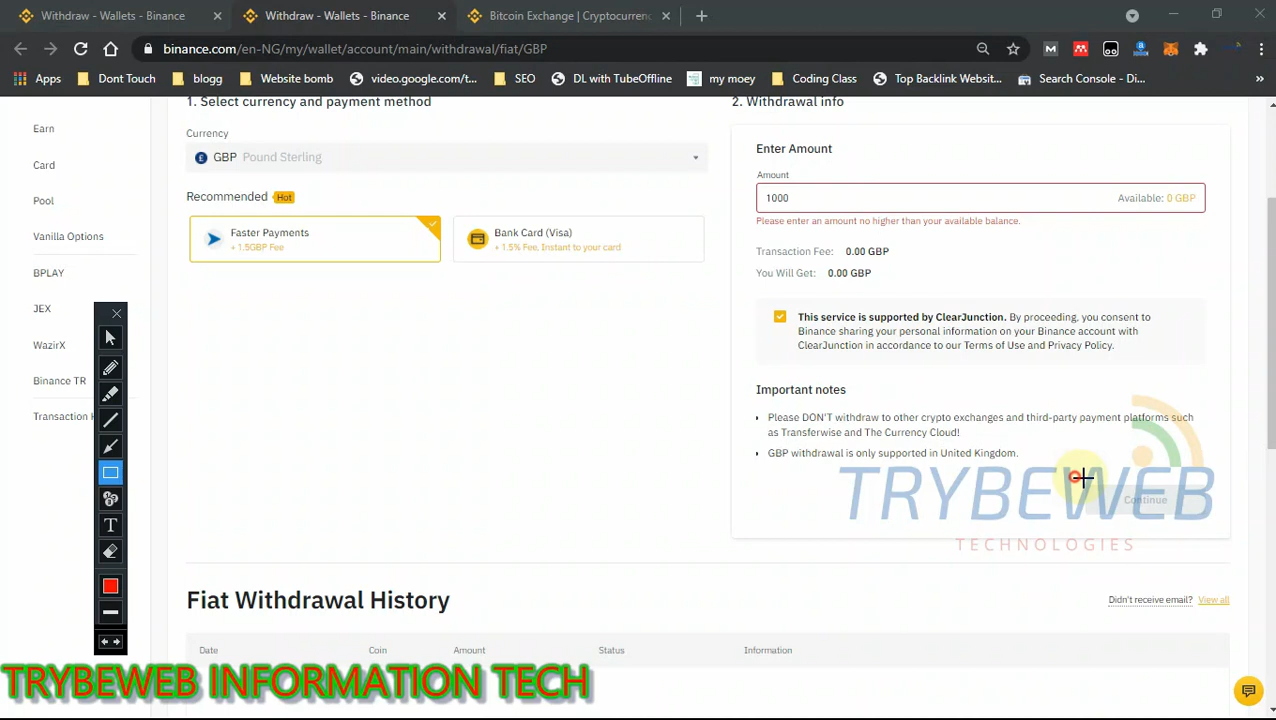 Withdraw - Wallets - Binance
Withdraw - Wallets - Binance
Bitcoin Exchange | Cryptocurrenc
binance.com/en-NG/my/wallet/account/main/withdrawal/fiat/GBP
Apps
Dont Touch
blogg
Website bomb
video.google.com/t...
SEO
DL with TubeOffline
my moey
Coding Class
Top Backlink Websit...
Search Console - Di...
Earn
Card
Pool
Vanilla Options
BPLAY
JEX
WazirX
Binance TR
Transaction H
1. Select currency and payment method
Currency
GBP Pound Sterling
Recommended Hot
Faster Payments
+ 1.5GBP Fee
Bank Card (Visa)
+ 1.5% Fee, Instant to your card
2. Withdrawal info
Enter Amount
Amount
1000 Available: 0 GBP
Please enter an amount no higher than your available balance.
Transaction Fee: 0.00 GBP
You Will Get: 0.00 GBP
This service is supported by ClearJunction. By proceeding, you consent to
Binance sharing your personal information on your Binance account with
ClearJunction in accordance to our Terms of Use and Privacy Policy.
Important notes
Please DON'T withdraw to other crypto exchanges and third-party payment platforms such
as Transferwise and The Currency Cloud!
GBP withdrawal is only supported in United Kingdom.
Continue
TRYBEWEB
TECHNOLOGIES
Fiat Withdrawal History
Didn't receive email? View all
Date Coin Amount Status Information
TRYBEWEB INFORMATION TECH